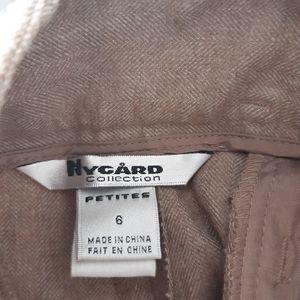 NYGÅRD
Collection
PETITES
6
MADE IN CHINA
FAIT EN CHINE